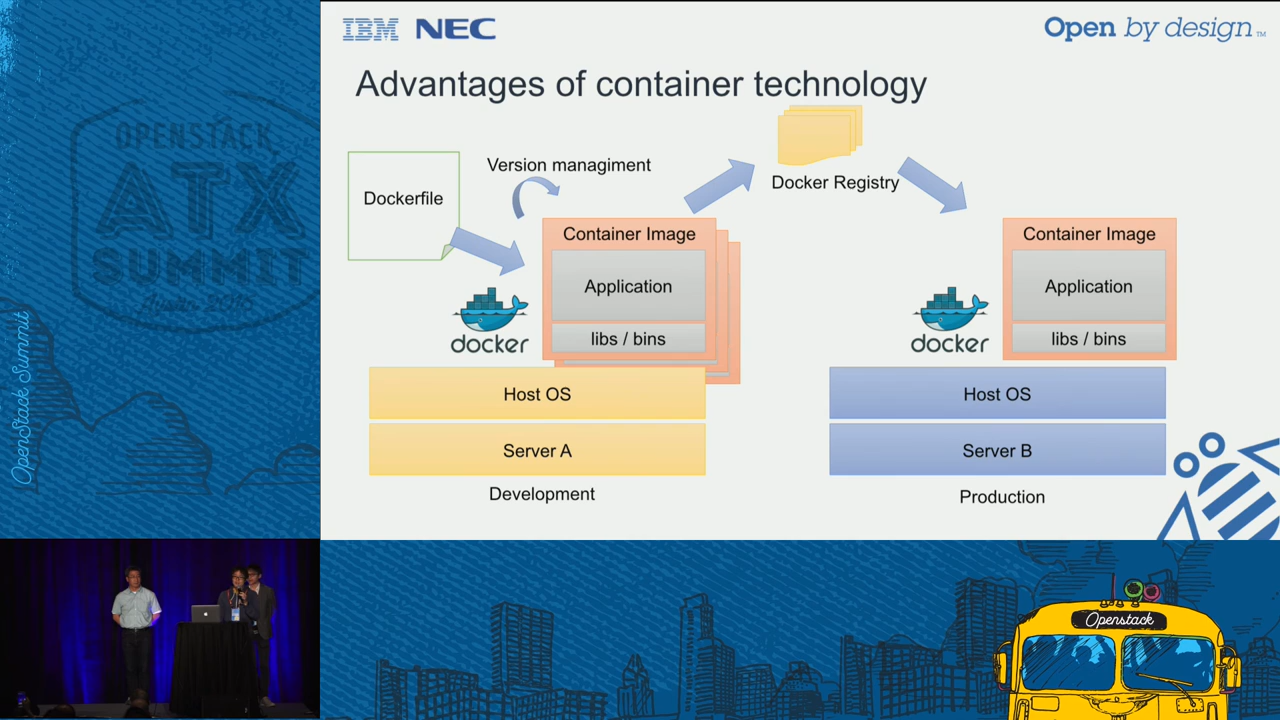 IBM NEC
Open by design™
Advantages of container technology
Dockerfile
Version managiment
Docker Registry
Container Image
Application
libs / bins
docker
Host OS
Server A
Development
Container Image
Application
libs / bins
docker
Host OS
Server B
Production
OPENSTACK
ATX
SUMMIT
OpenStack Summit
Openstack